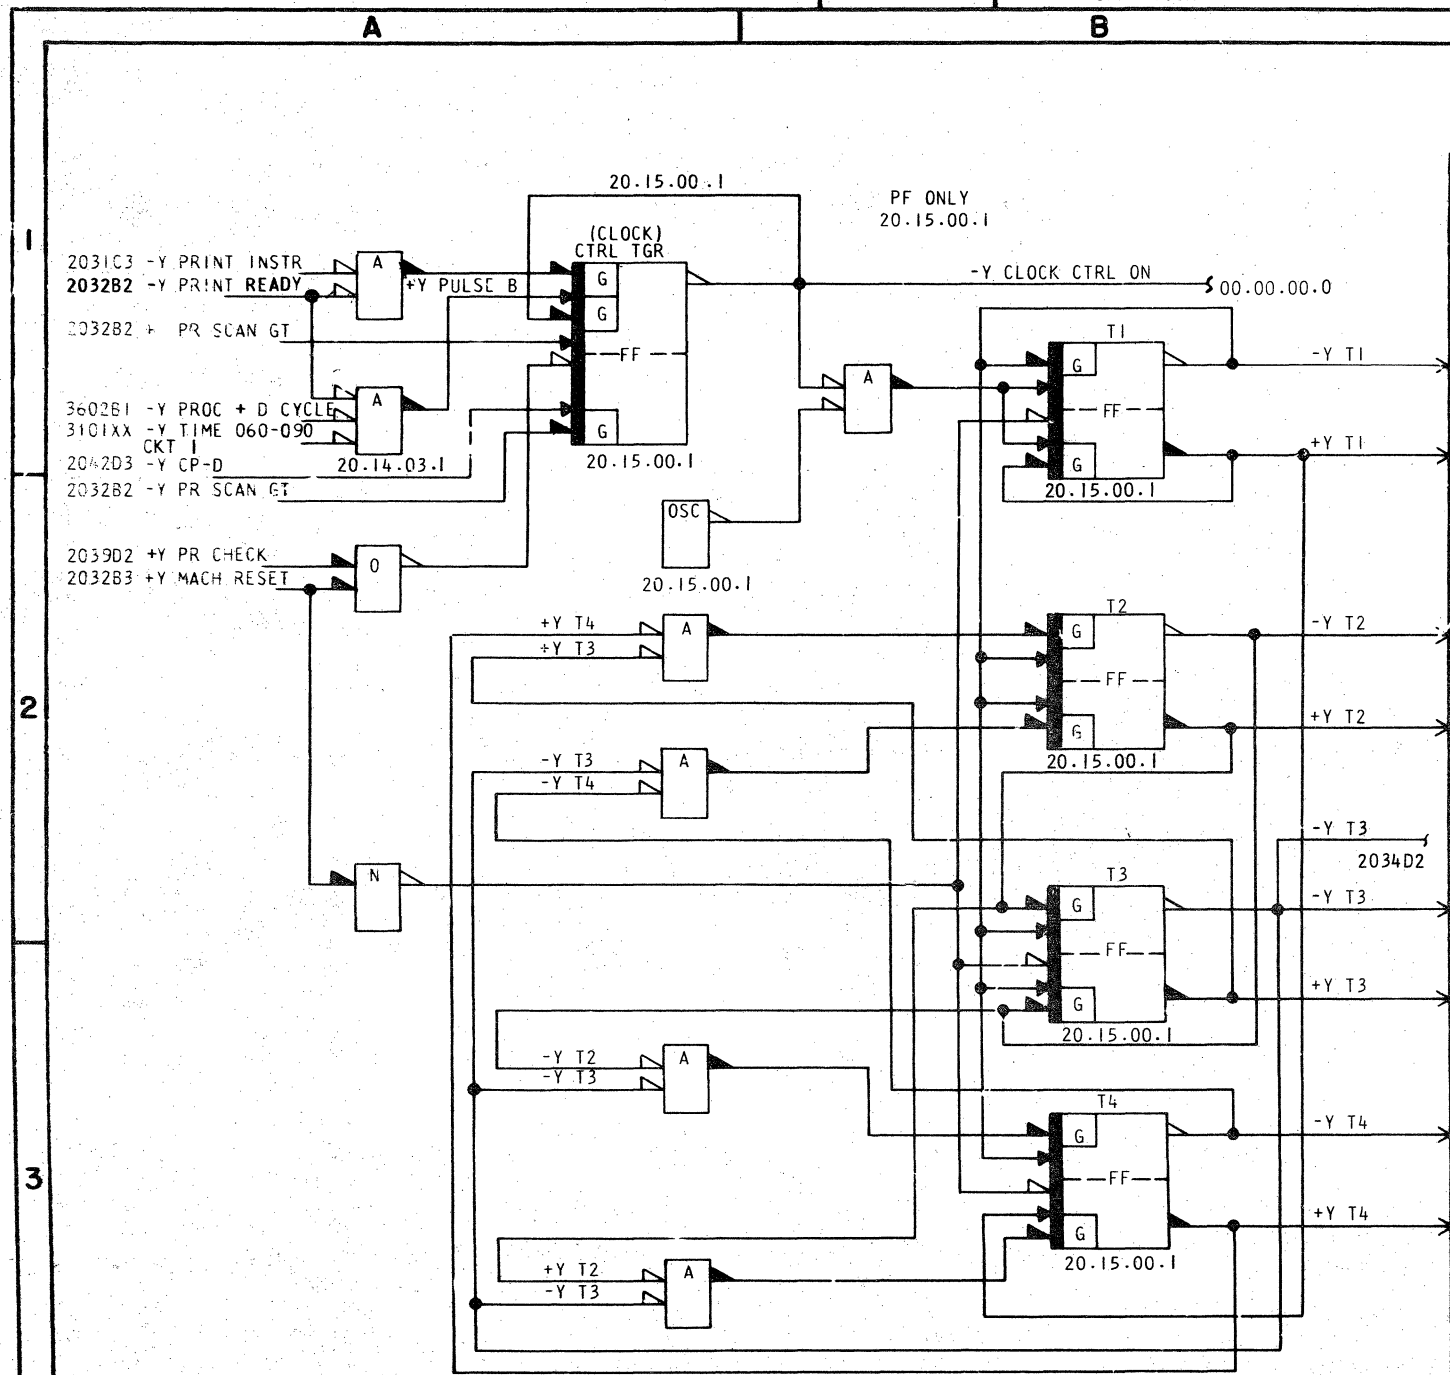 A
B
20.15.00.1
PF ONLY
20.15.00.1
1
(CLOCK)
CTRL TGR
2031C3 -Y PRINT INSTR
A
G
-Y CLOCK CTRL ON
2032B2 -Y PRINT READY
+Y PULSE B
00.00.00.0
G
2032B2 + PR SCAN GT
T1
FF
-Y T1
A
G
A
3602B1 -Y PROC + D CYCLE
FF
3101XX -Y TIME 060-090
G
CKT 1
+Y T1
20.14.03.1
20.15.00.1
G
2042D3 -Y CP-D
2032B2 -Y PR SCAN GT
20.15.00.1
OSC
2039D2 +Y PR CHECK
O
2032B3 +Y MACH RESET
20.15.00.1
T2
+Y T4
A
G
-Y T2
+Y T3
FF
2
+Y T2
G
-Y T3
A
20.15.00.1
-Y T4
-Y T3
2034D2
N
T3
G
-Y T3
FF
+Y T3
G
20.15.00.1
-Y T2
A
-Y T3
T4
-Y T4
G
3
FF
+Y T4
G
20.15.00.1
+Y T2
A
-Y T3